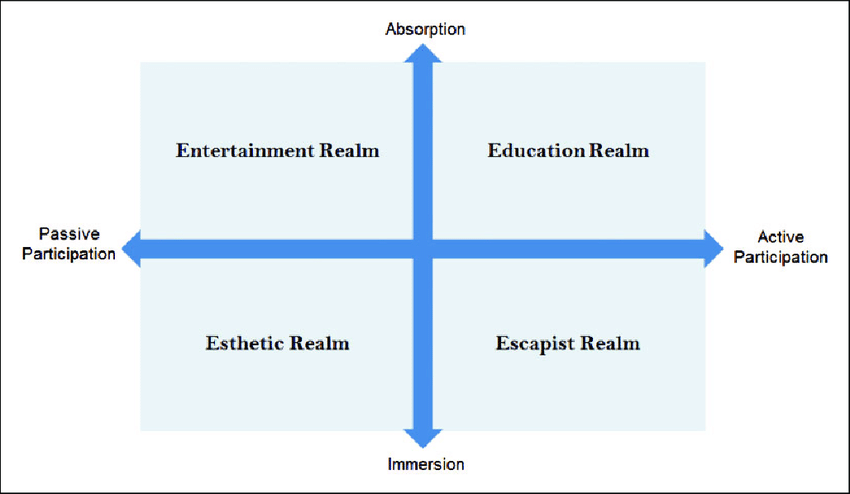 Absorption
Entertainment Realm
Education Realm
Passive
Participation
Active
Participation
Esthetic Realm
Escapist Realm
Immersion